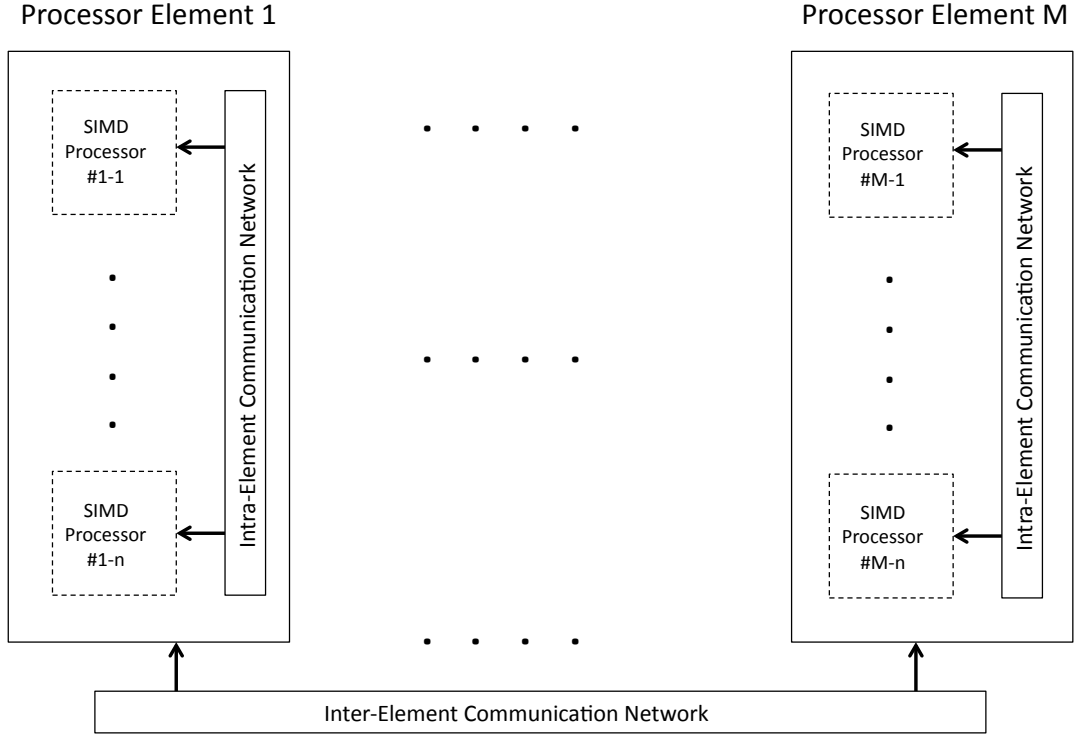 Processor Element 1
SIMD
Processor
#1-1
SIMD
Processor
#1-n
Intra-Element Communication Network
Processor Element M
SIMD
Processor
#M-1
SIMD
Processor
#M-n
Intra-Element Communication Network
Inter-Element Communication Network